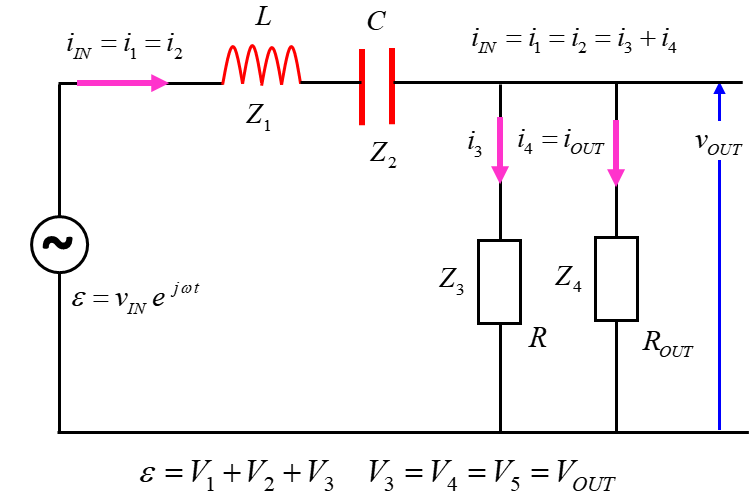 L
C
i_IN = i_1 = i_2
i_IN = i_1 = i_2 = i_3 + i_4
Z_1
Z_2
i_3
i_4 = i_OUT
v_OUT
~
ε = v_IN e^{jωt}
Z_3
Z_4
R
R_OUT
ε = V_1 + V_2 + V_3 V_3 = V_4 = V_5 = V_OUT